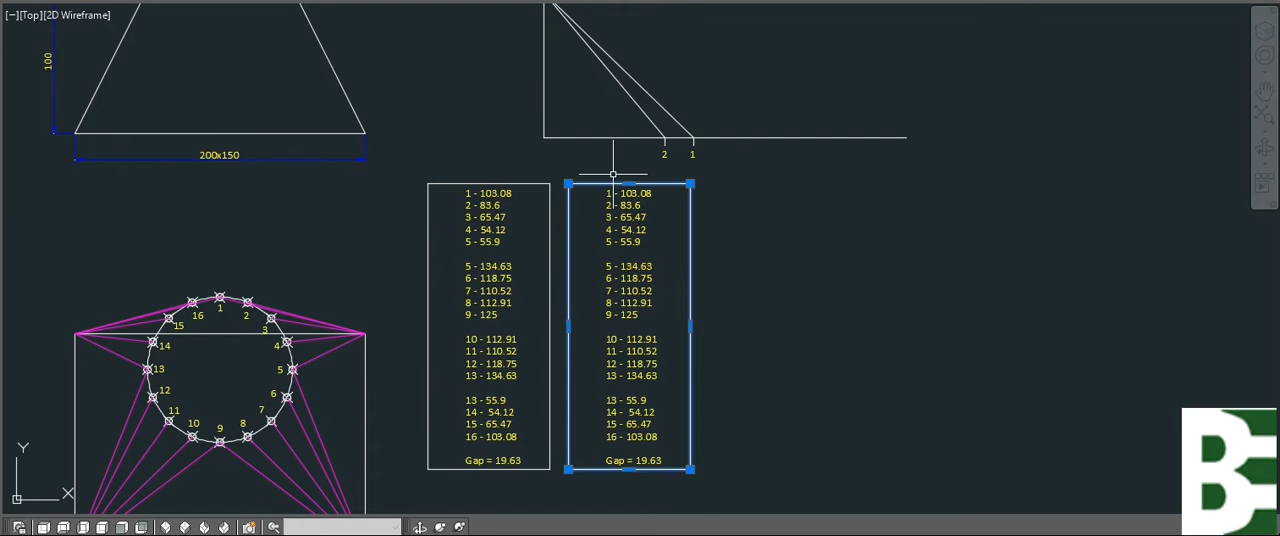 [−][Top][2D Wireframe]
100
200x150
2 1
1 - 103.08
2 - 83.6
3 - 65.47
4 - 54.12
5 - 55.9
5 - 134.63
6 - 118.75
7 - 110.52
8 - 112.91
9 - 125
10 - 112.91
11 - 110.52
12 - 118.75
13 - 134.63
13 - 55.9
14 - 54.12
15 - 65.47
16 - 103.08
Gap = 19.63
1 - 103.08
2 - 83.6
3 - 65.47
4 - 54.12
5 - 55.9
5 - 134.63
6 - 118.75
7 - 110.52
8 - 112.91
9 - 125
10 - 112.91
11 - 110.52
12 - 118.75
13 - 134.63
13 - 55.9
14 - 54.12
15 - 65.47
16 - 103.08
Gap = 19.63
1
2
3
4
5
6
7
8
9
10
11
12
13
14
15
16
Y
X
BE